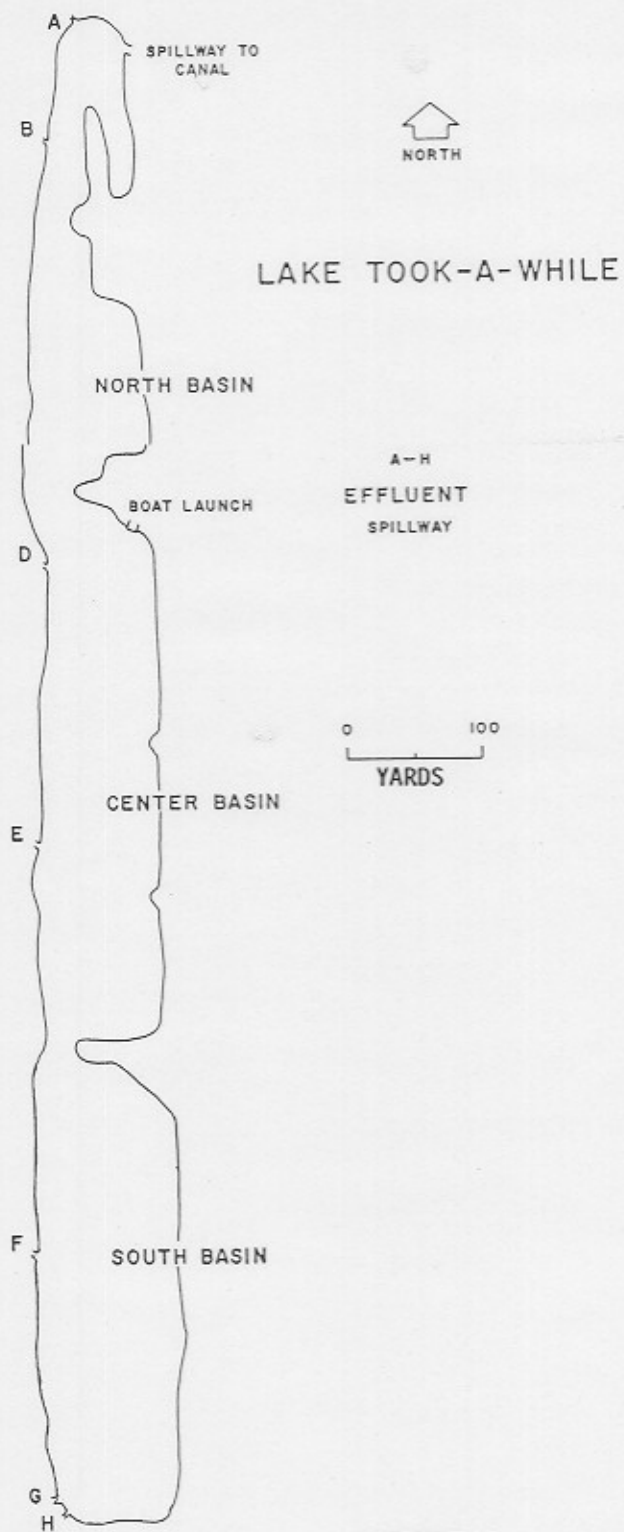 A
SPILLWAY TO
CANAL
B
NORTH
LAKE TOOK-A-WHILE
NORTH BASIN
A-H
EFFLUENT
SPILLWAY
BOAT LAUNCH
D
0 100
YARDS
CENTER BASIN
E
F
SOUTH BASIN
G
H